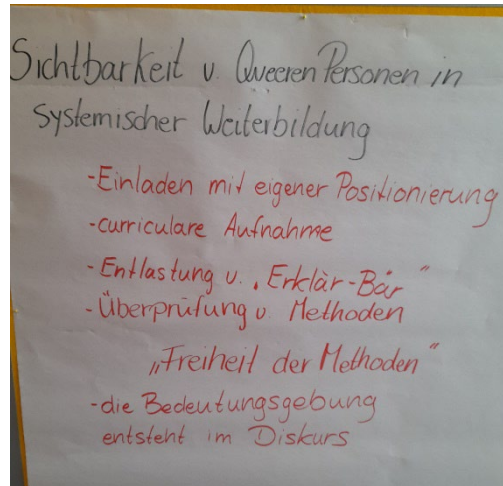 Sichtbarkeit v. Queeren Personen in
Systemischer Weiterbildung
-Einladen mit eigener Positionierung
-curriculare Aufnahme
-Entlastung v. „Erklär-Bär“
-Überprüfung v. Methoden
„Freiheit der Methoden“
-die Bedeutungsgebung
entsteht im Diskurs